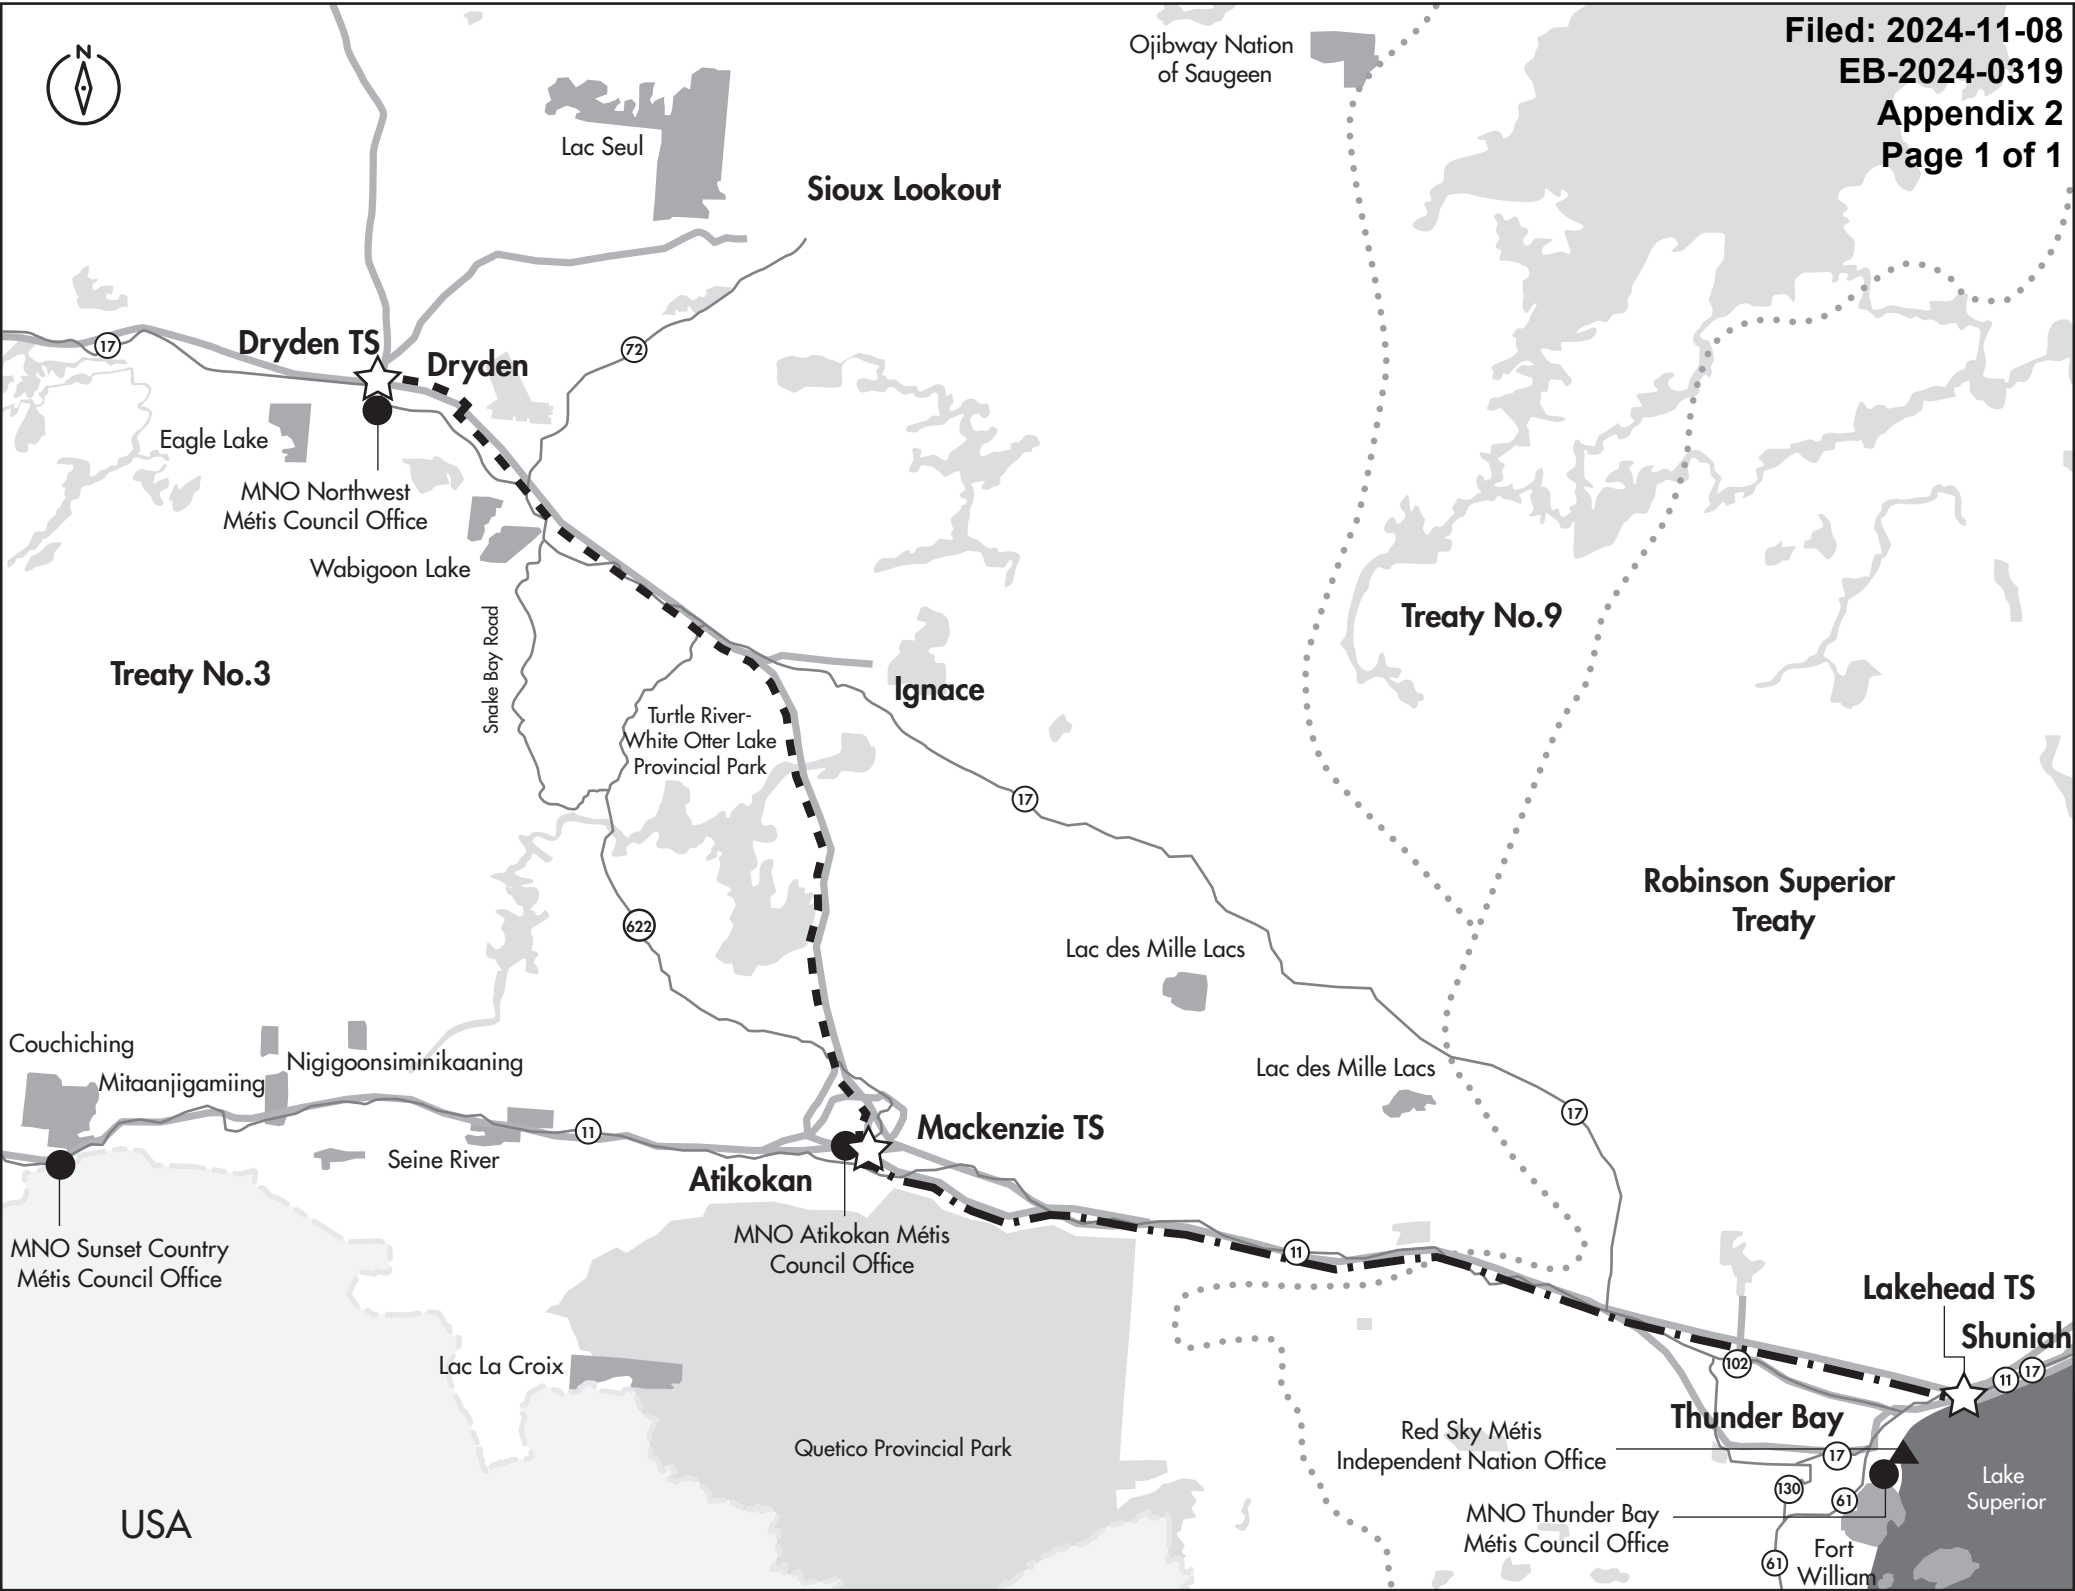 Filed: 2024-11-08
EB-2024-0319
Appendix 2
Page 1 of 1
N
Ojibway Nation
of Saugeen
Lac Seul
Sioux Lookout
17
Dryden TS
Dryden
72
Eagle Lake
MNO Northwest
Métis Council Office
Wabigoon Lake
Snake Bay Road
Treaty No.3
Treaty No.9
Ignace
Turtle River-
White Otter Lake
Provincial Park
17
622
Robinson Superior
Treaty
Lac des Mille Lacs
Couchiching
Mitaanjigamiing
Nigigoonsiminikaaning
Lac des Mille Lacs
17
11
Seine River
Mackenzie TS
Atikokan
MNO Atikokan Métis
Council Office
MNO Sunset Country
Métis Council Office
11
Lakehead TS
Shuniah
11
17
102
Lac La Croix
Quetico Provincial Park
Thunder Bay
Red Sky Métis
Independent Nation Office
17
130
61
Lake
Superior
MNO Thunder Bay
Métis Council Office
USA
61
Fort
William